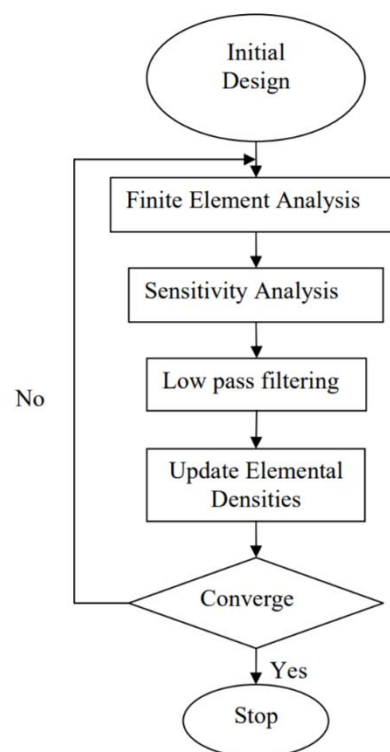 Initial
Design
Finite Element Analysis
Sensitivity Analysis
Low pass filtering
No
Update Elemental
Densities
Converge
Yes
Stop